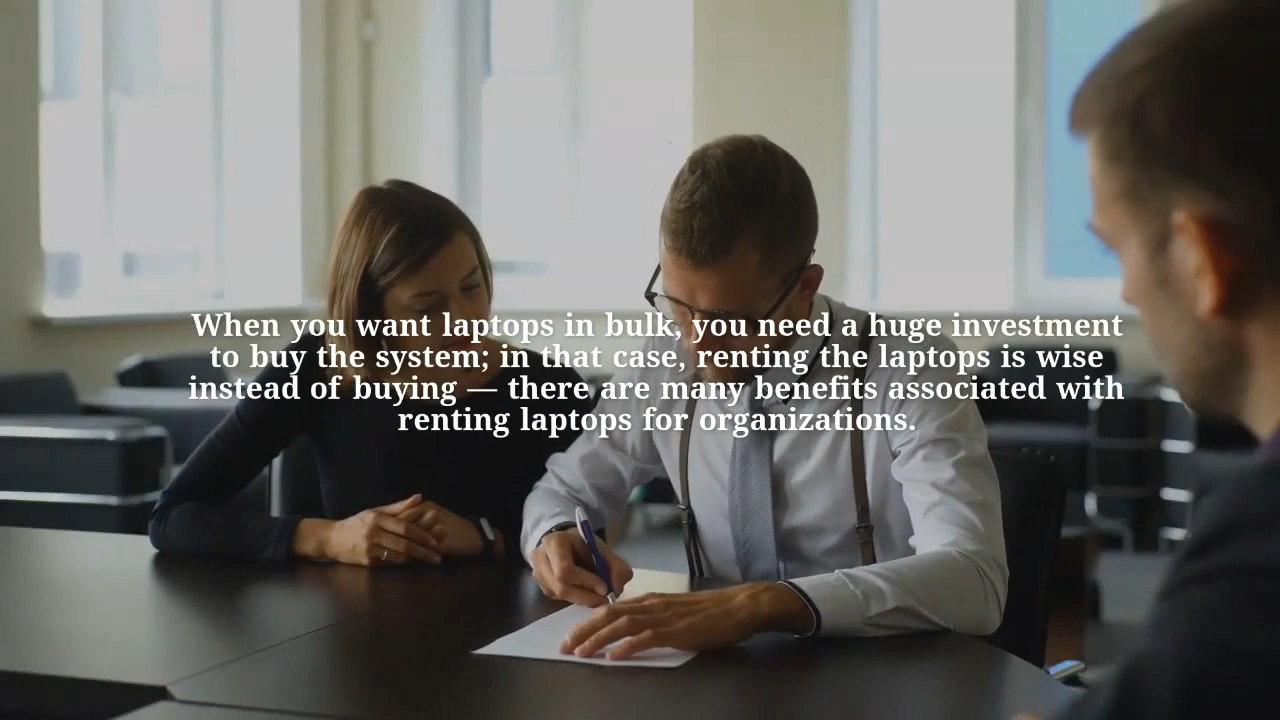 When you want laptops in bulk, you need a huge investment
to buy the system; in that case, renting the laptops is wise
instead of buying — there are many benefits associated with
renting laptops for organizations.